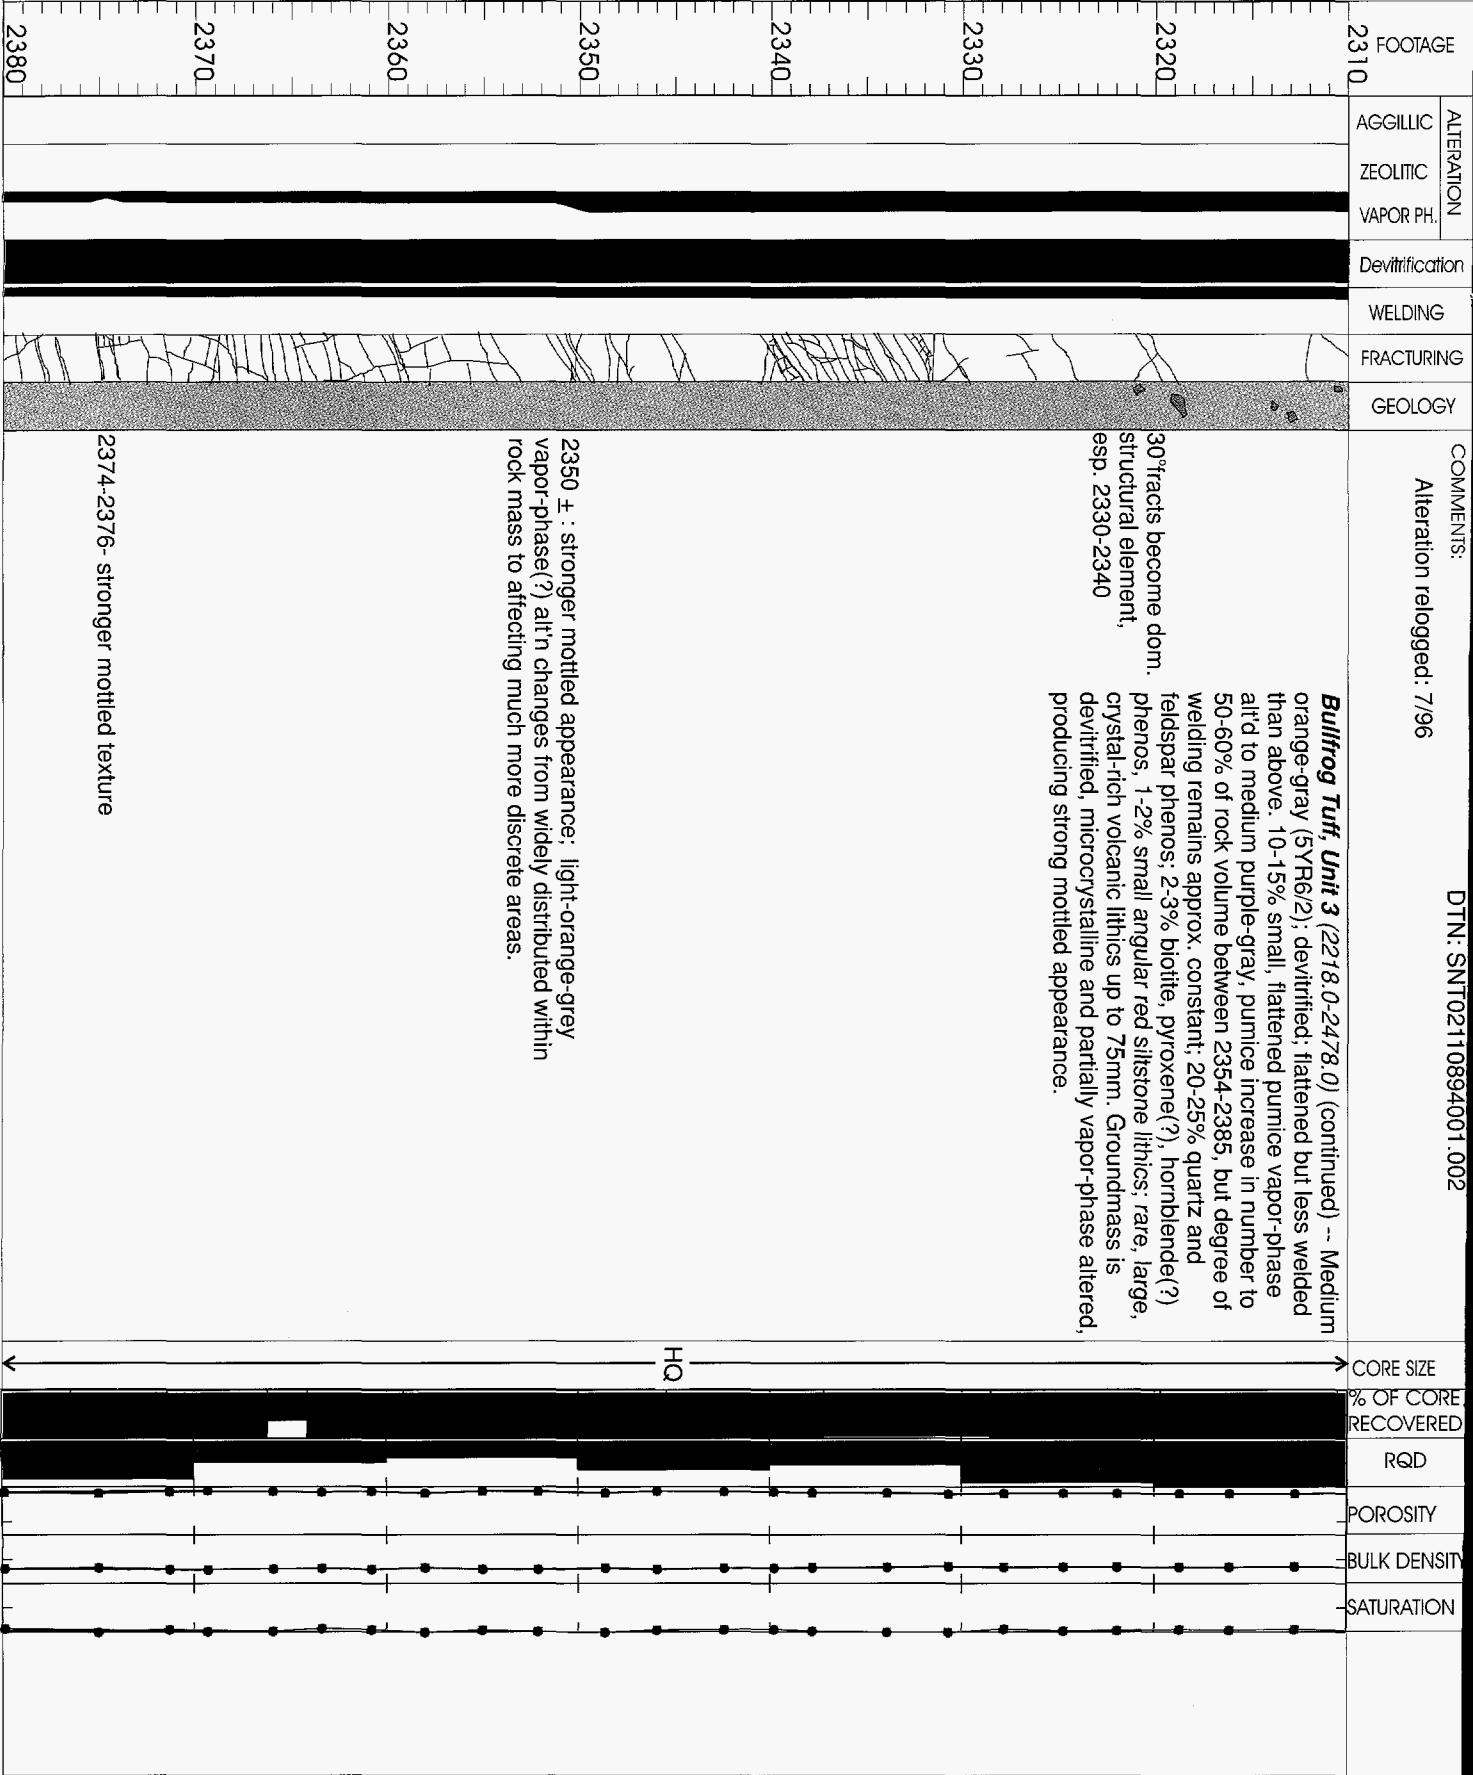 DTN: SNT02110894001.002
COMMENTS:
Alteration relogged: 7/96
FOOTAGE
ALTERATION
AGGILLIC
ZEOLITIC
VAPOR PH.
Devitrification
WELDING
FRACTURING
GEOLOGY
CORE SIZE
% OF CORE
RECOVERED
RQD
POROSITY
BULK DENSITY
SATURATION
2310
2320
2330
2340
2350
2360
2370
2380
Bullfrog Tuff, Unit 3 (2218.0-2478.0) (continued) -- Medium
orange-gray (5YR6/2); devitrified; flattened but less welded
than above. 10-15% small, flattened pumice vapor-phase
alt'd to medium purple-gray, pumice increase in number to
50-60% of rock volume between 2354-2385, but degree of
welding remains approx. constant; 20-25% quartz and
feldspar phenos; 2-3% biotite, pyroxene(?), hornblende(?)
phenos, 1-2% small angular red siltstone lithics; rare, large,
crystal-rich volcanic lithics up to 75mm. Groundmass is
devitrified, microcrystalline and partially vapor-phase altered,
producing strong mottled appearance.
30°fracts become dom.
structural element,
esp. 2330-2340
2350 ± : stronger mottled appearance; light-orange-grey
vapor-phase(?) alt'n changes from widely distributed within
rock mass to affecting much more discrete areas.
2374-2376- stronger mottled texture
HQ